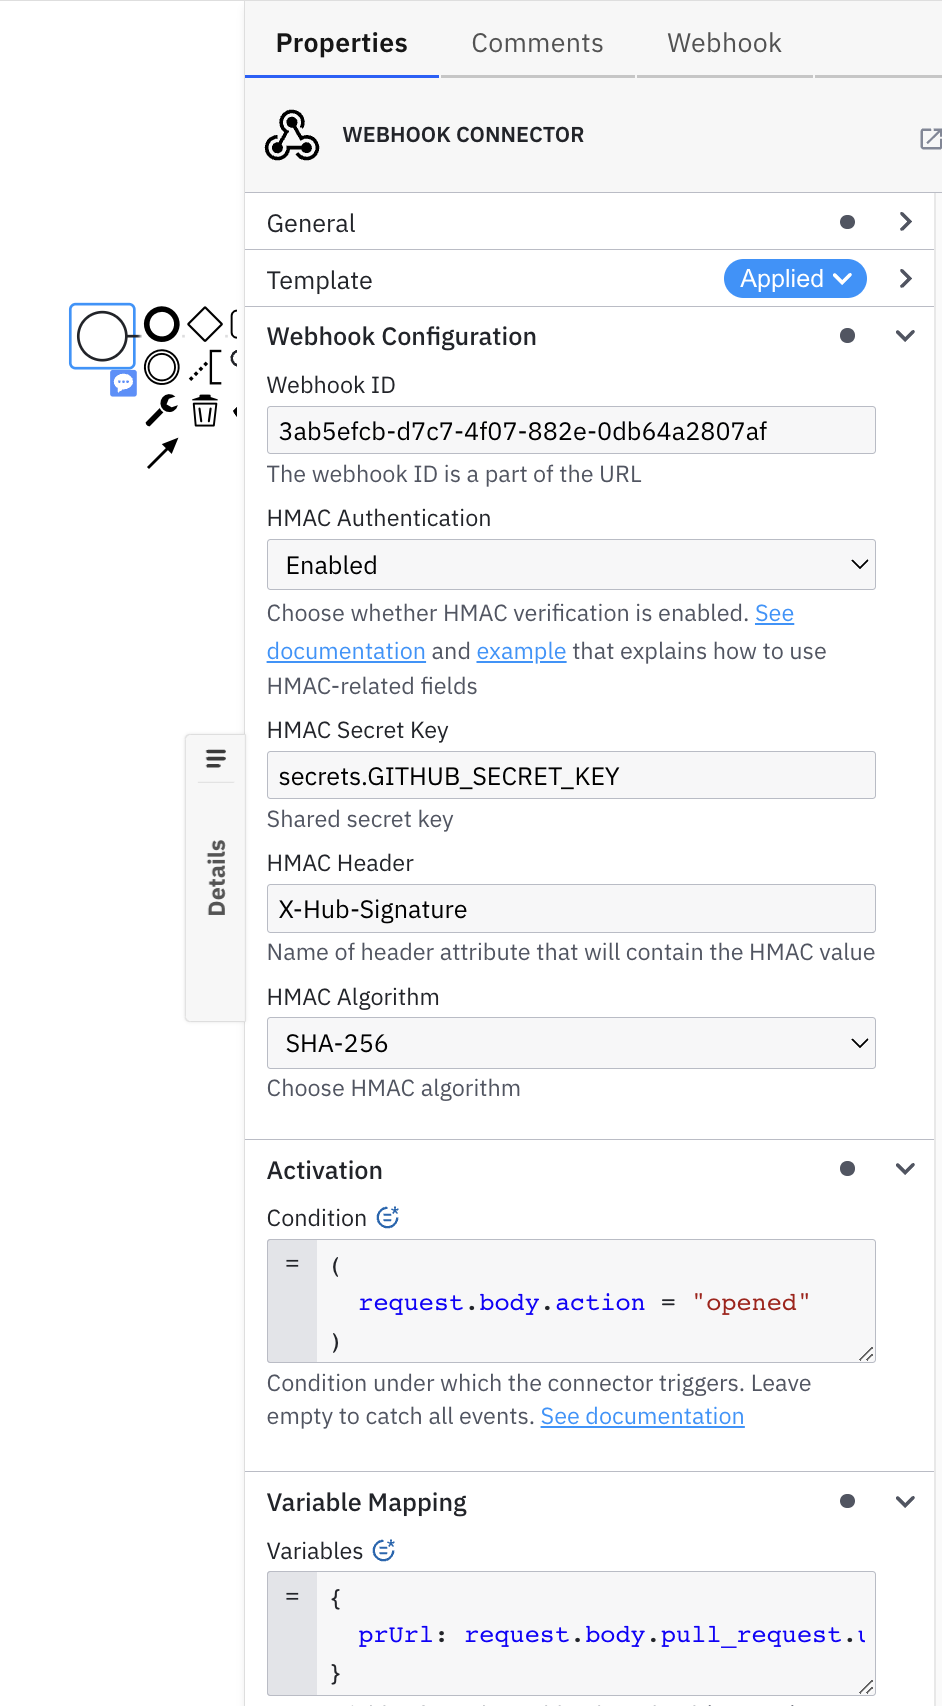 Properties Comments Webhook
WEBHOOK CONNECTOR
General
Template Applied
Webhook Configuration
Webhook ID
3ab5efcb-d7c7-4f07-882e-0db64a2807af
The webhook ID is a part of the URL
HMAC Authentication
Enabled
Choose whether HMAC verification is enabled. See
documentation and example that explains how to use
HMAC-related fields
HMAC Secret Key
secrets.GITHUB_SECRET_KEY
Shared secret key
Details
HMAC Header
X-Hub-Signature
Name of header attribute that will contain the HMAC value
HMAC Algorithm
SHA-256
Choose HMAC algorithm
Activation
Condition
= (
request.body.action = "opened"
)
Condition under which the connector triggers. Leave
empty to catch all events. See documentation
Variable Mapping
Variables
= {
prUrl: request.body.pull_request.u
}